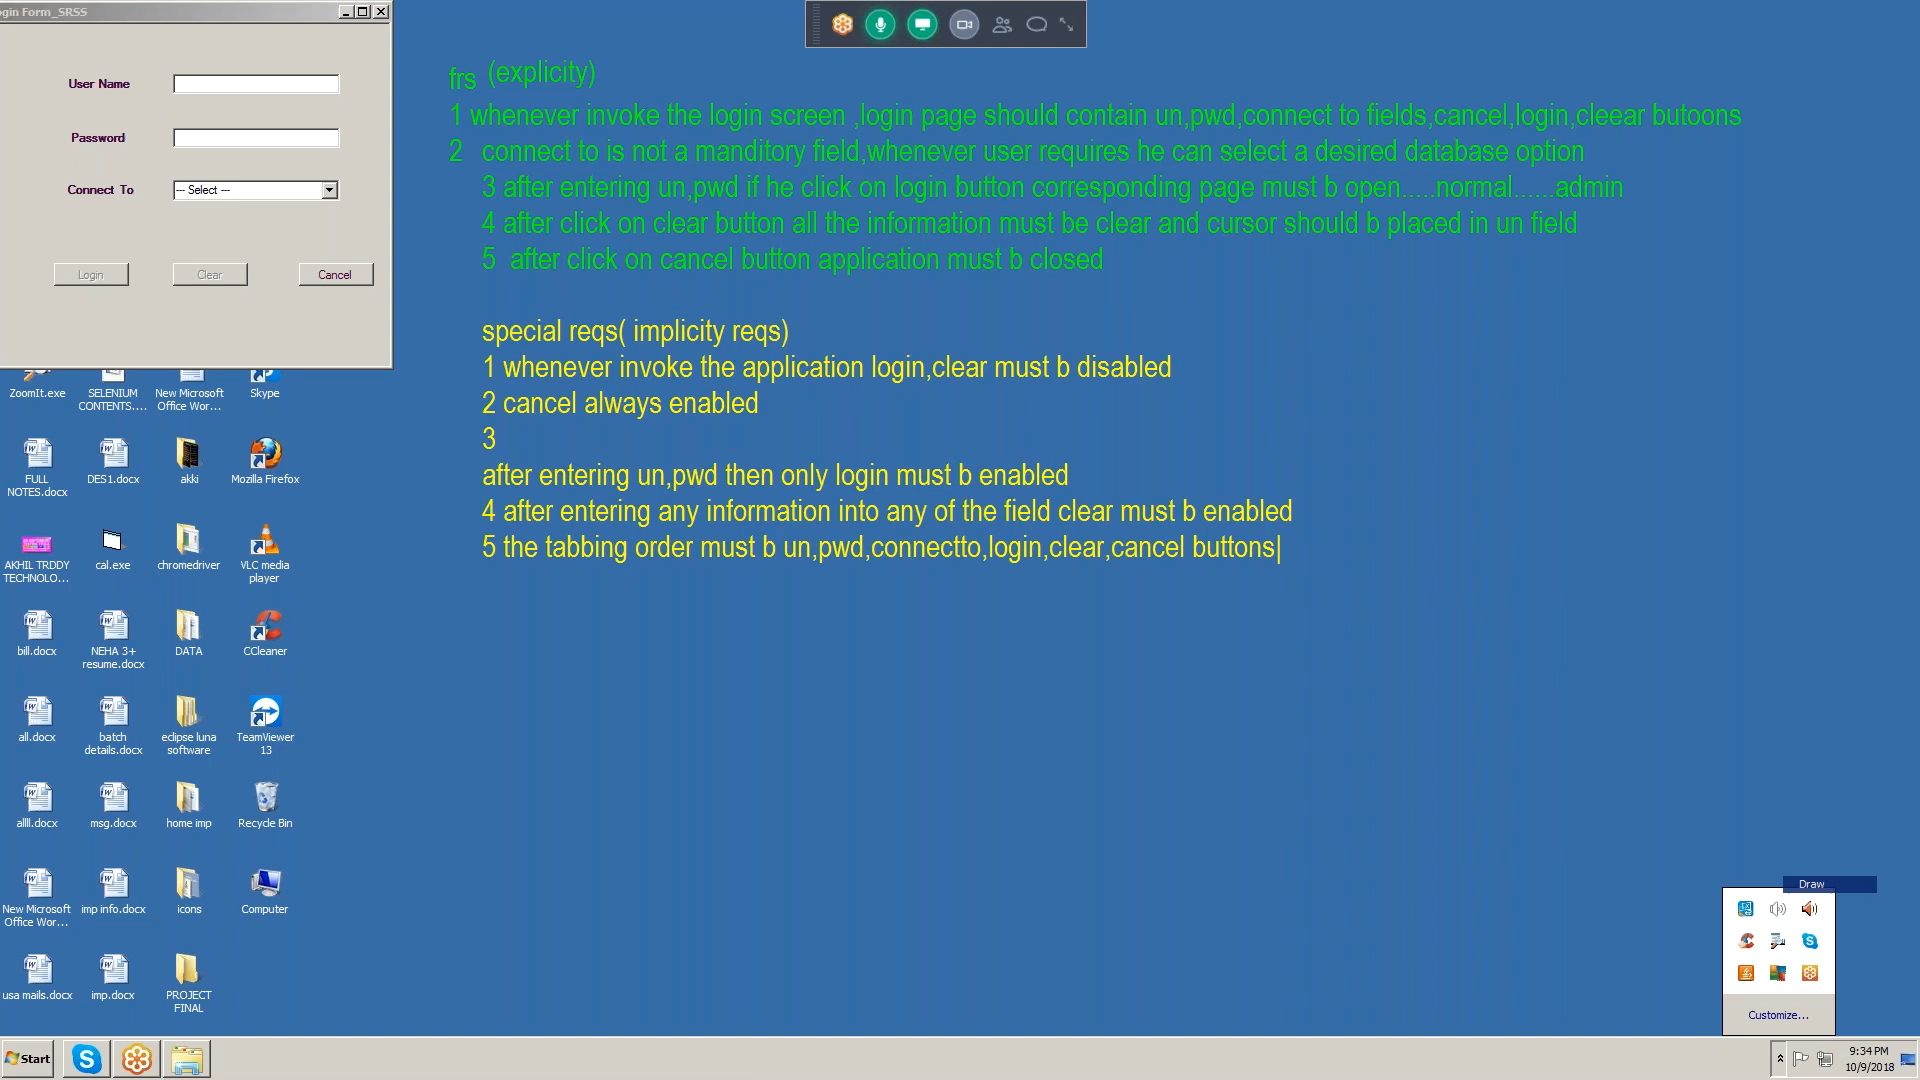 ogin Form_SRSS
User Name
Password
Connect To
--- Select ---
Login
Clear
Cancel
frs (explicity)
1 whenever invoke the login screen ,login page should contain un,pwd,connect to fields,cancel,login,cleear butoons
2 connect to is not a manditory field,whenever user requires he can select a desired database option
3 after entering un,pwd if he click on login button corresponding page must b open.....normal......admin
4 after click on clear button all the information must be clear and cursor should b placed in un field
5 after click on cancel button application must b closed
special reqs( implicity reqs)
1 whenever invoke the application login,clear must b disabled
2 cancel always enabled
3
after entering un,pwd then only login must b enabled
4 after entering any information into any of the field clear must b enabled
5 the tabbing order must b un,pwd,connectto,login,clear,cancel buttons|
ZoomIt.exe
SELENIUM
CONTENTS....
New Microsoft
Office Wor...
Skype
FULL
NOTES.docx
DES1.docx
akki
Mozilla Firefox
AKHIL TRDDY
TECHNOLO...
cal.exe
chromedriver
VLC media
player
bill.docx
NEHA 3+
resume.docx
DATA
CCleaner
all.docx
batch
details.docx
eclipse luna
software
TeamViewer
13
allll.docx
msg.docx
home imp
Recycle Bin
New Microsoft
Office Wor...
imp info.docx
icons
Computer
usa mails.docx
imp.docx
PROJECT
FINAL
Draw
Customize...
Start
9:34 PM
10/9/2018